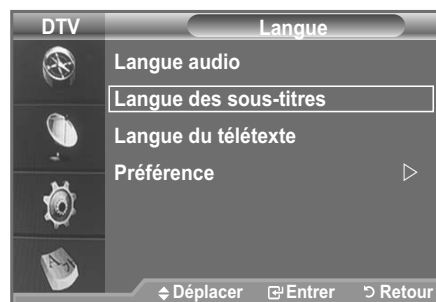 DTV Langue
Langue audio
Langue des sous-titres
Langue du télétexte
Préférence
Déplacer Entrer Retour